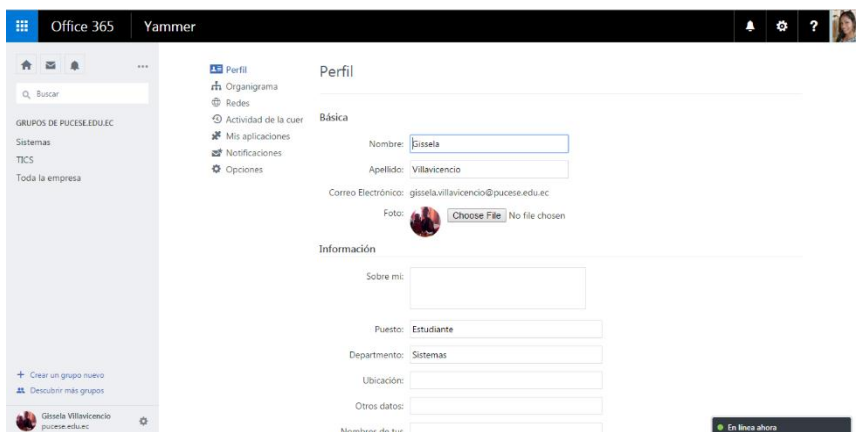 Office 365 Yammer ?
...
Buscar
GRUPOS DE PUCESE.EDU.EC
Sistemas
TICS
Toda la empresa
+ Crear un grupo nuevo
Descubrir más grupos
Gissela Villavicencio
pucese.edu.ec
Perfil
Organigrama
Redes
Actividad de la cuer
Mis aplicaciones
Notificaciones
Opciones
Perfil
Básica
Nombre: Gissela
Apellido: Villavicencio
Correo Electrónico: gissela.villavicencio@pucese.edu.ec
Foto: Choose File No file chosen
Información
Sobre mi:
Puesto: Estudiante
Departmento: Sistemas
Ubicación:
Otros datos:
Nombres de tus
En línea ahora